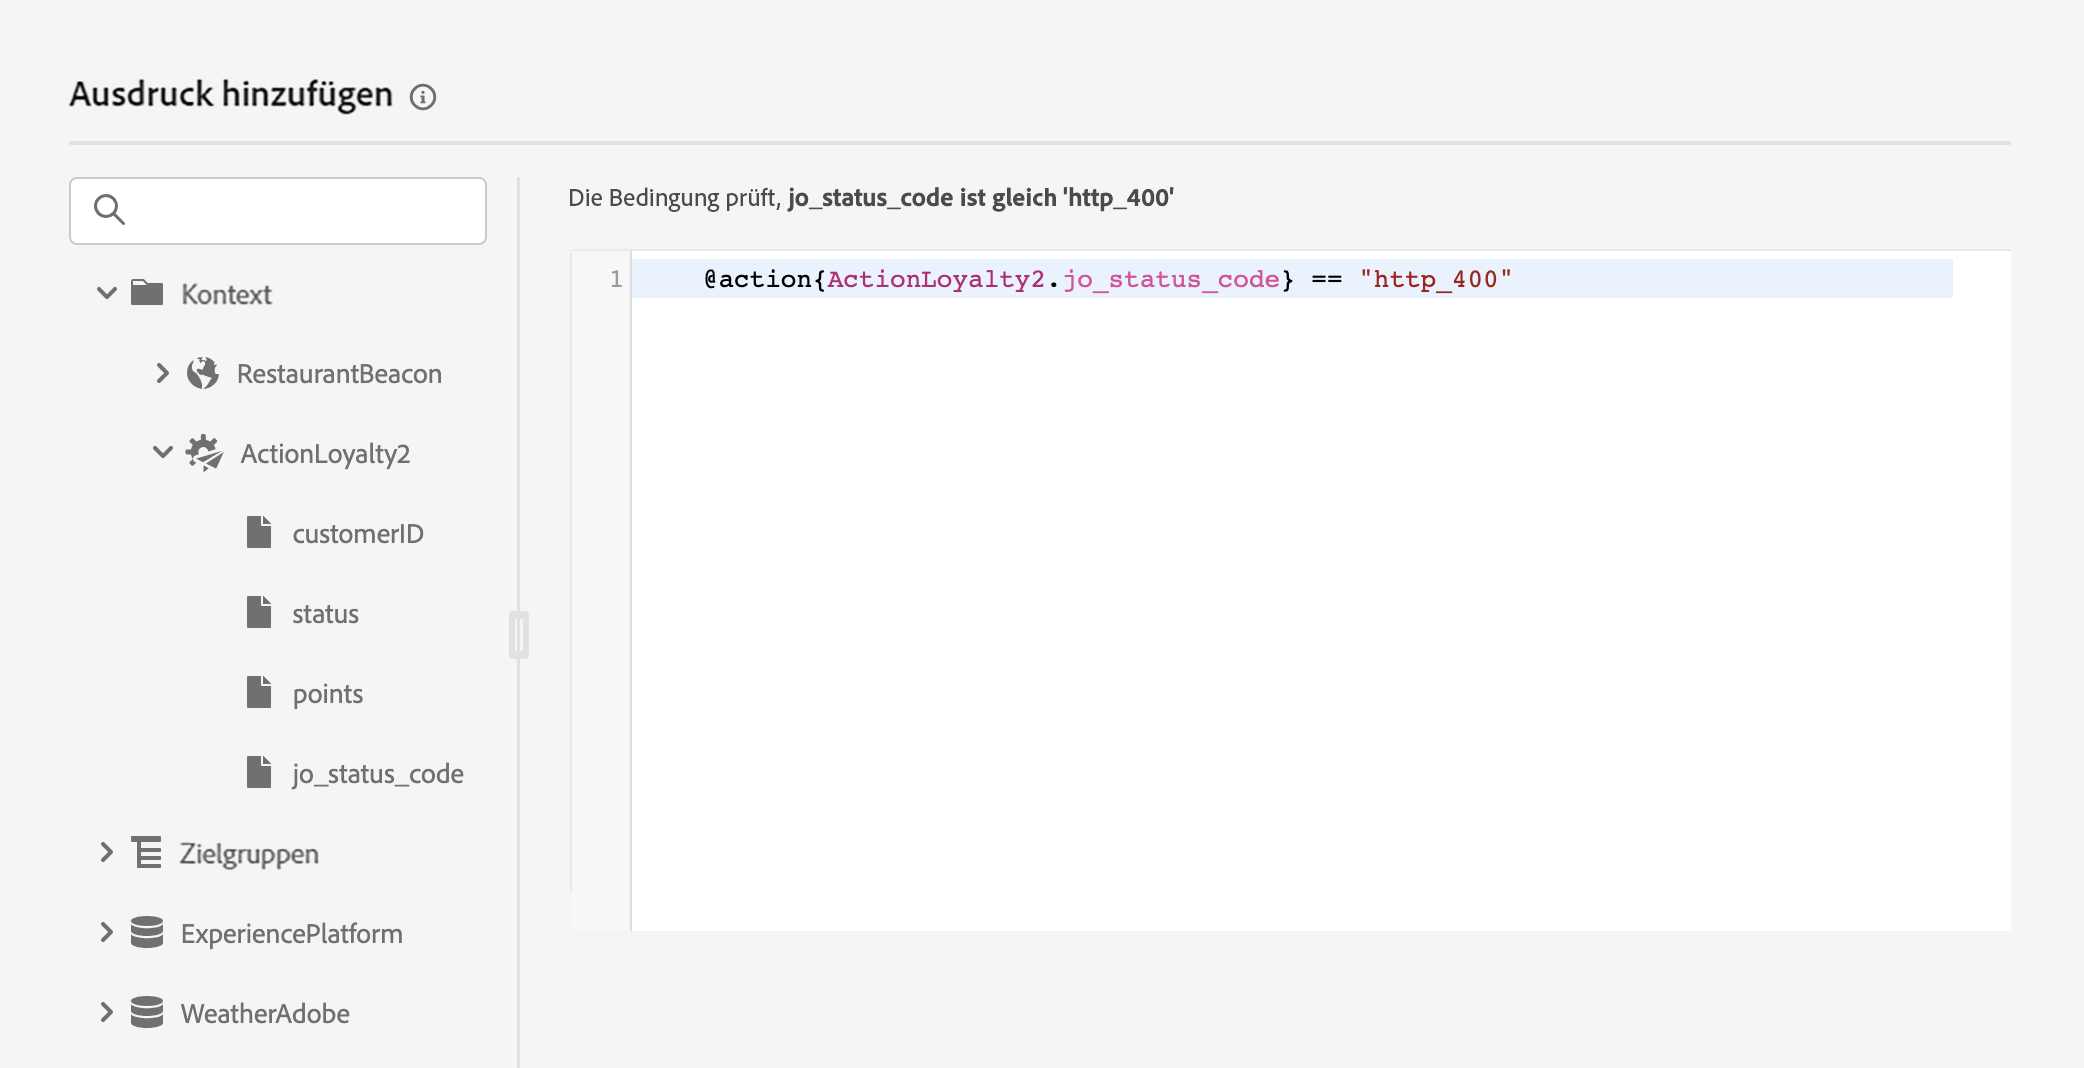 Ausdruck hinzufügen
Kontext
RestaurantBeacon
ActionLoyalty2
customerID
status
points
jo_status_code
Zielgruppen
ExperiencePlatform
WeatherAdobe
Die Bedingung prüft, jo_status_code ist gleich 'http_400'
1 @action{ActionLoyalty2.jo_status_code} == "http_400"